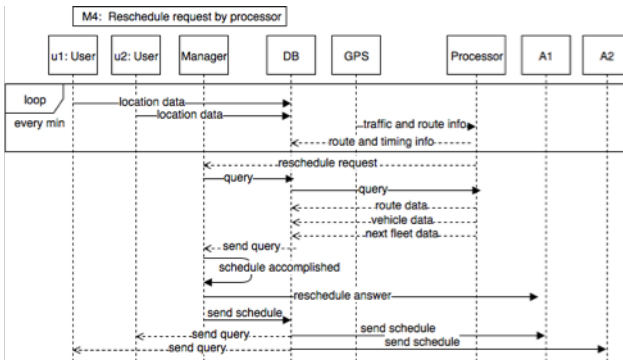 M4: Reschedule request by processor
u1: User u2: User Manager DB GPS Processor A1 A2
loop
location data
every min
location data
traffic and route info
route and timing info
reschedule request
query
query
route data
vehicle data
next fleet data
send query
schedule accomplished
reschedule answer
send schedule
send query
send schedule
send query
send schedule